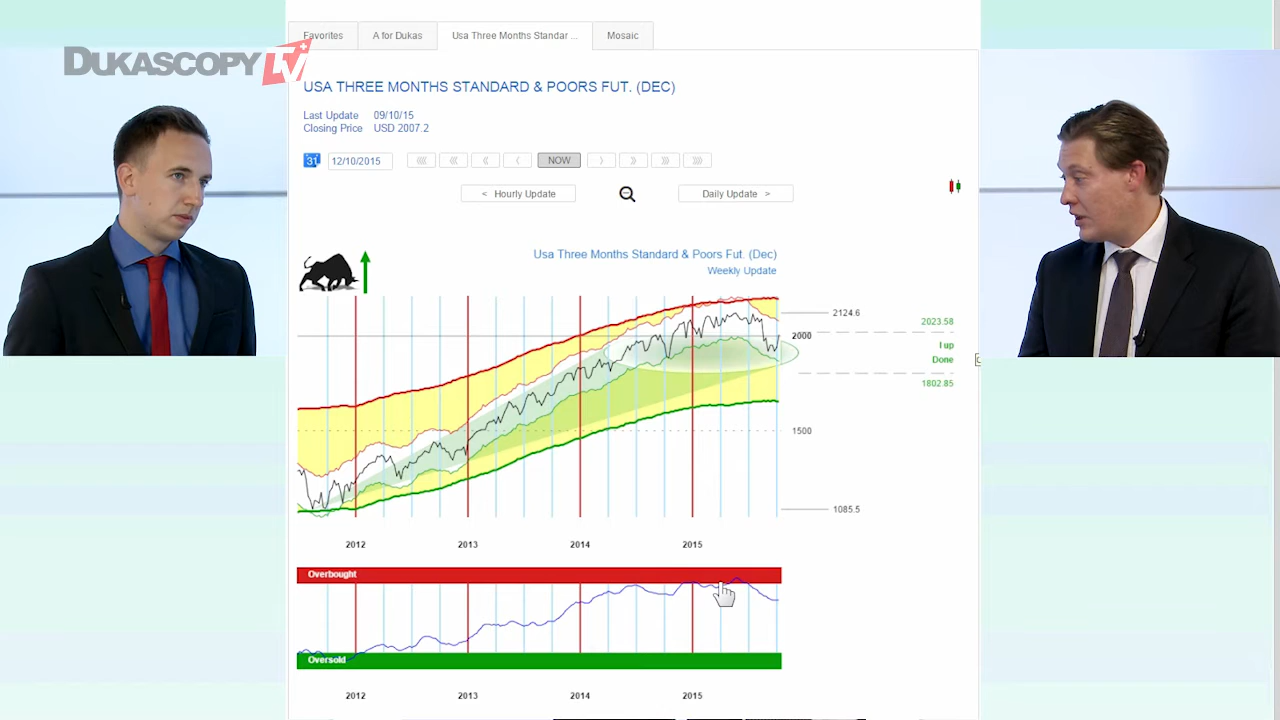 Favorites
A for Dukas
Usa Three Months Standar ...
Mosaic
DUKASCOPY TV
USA THREE MONTHS STANDARD & POORS FUT. (DEC)
Last Update 09/10/15
Closing Price USD 2007.2
31 12/10/2015 NOW
< Hourly Update
Daily Update >
Usa Three Months Standard & Poors Fut. (Dec)
Weekly Update
2124.6
2023.58
2000
I up
Done
1802.85
1500
1085.5
2012 2013 2014 2015
Overbought
Oversold
2012 2013 2014 2015